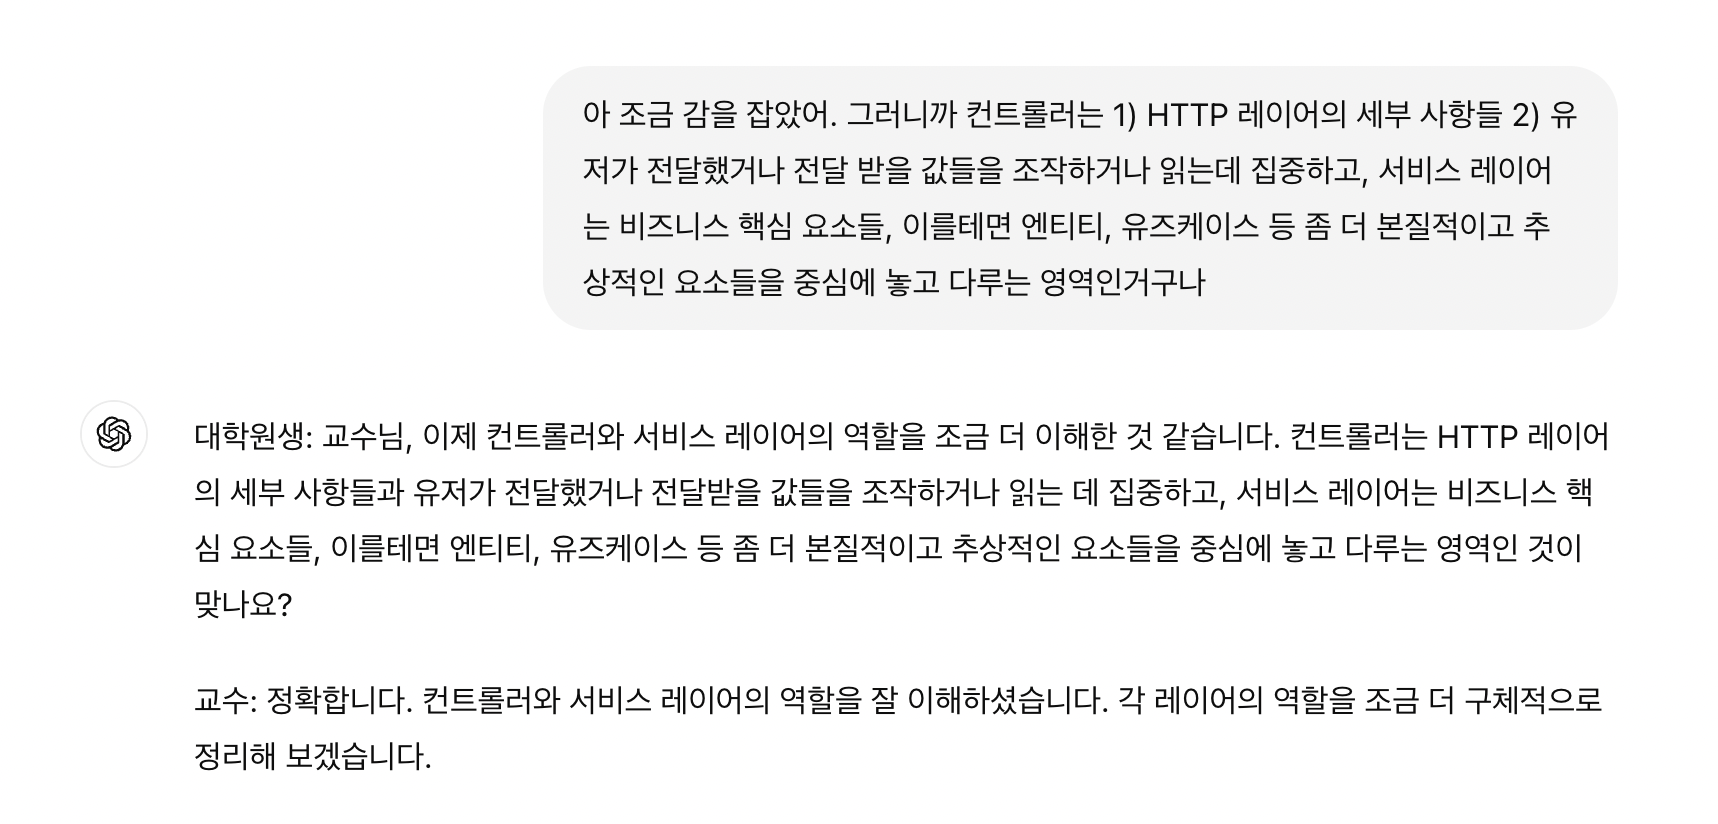 아 조금 감을 잡았어. 그러니까 컨트롤러는 1) HTTP 레이어의 세부 사항들 2) 유
저가 전달했거나 전달 받을 값들을 조작하거나 읽는데 집중하고, 서비스 레이어
는 비즈니스 핵심 요소들, 이를테면 엔티티, 유즈케이스 등 좀 더 본질적이고 추
상적인 요소들을 중심에 놓고 다루는 영역인거구나
대학원생: 교수님, 이제 컨트롤러와 서비스 레이어의 역할을 조금 더 이해한 것 같습니다. 컨트롤러는 HTTP 레이어
의 세부 사항들과 유저가 전달했거나 전달받을 값들을 조작하거나 읽는 데 집중하고, 서비스 레이어는 비즈니스 핵
심 요소들, 이를테면 엔티티, 유즈케이스 등 좀 더 본질적이고 추상적인 요소들을 중심에 놓고 다루는 영역인 것이
맞나요?
교수: 정확합니다. 컨트롤러와 서비스 레이어의 역할을 잘 이해하셨습니다. 각 레이어의 역할을 조금 더 구체적으로
정리해 보겠습니다.